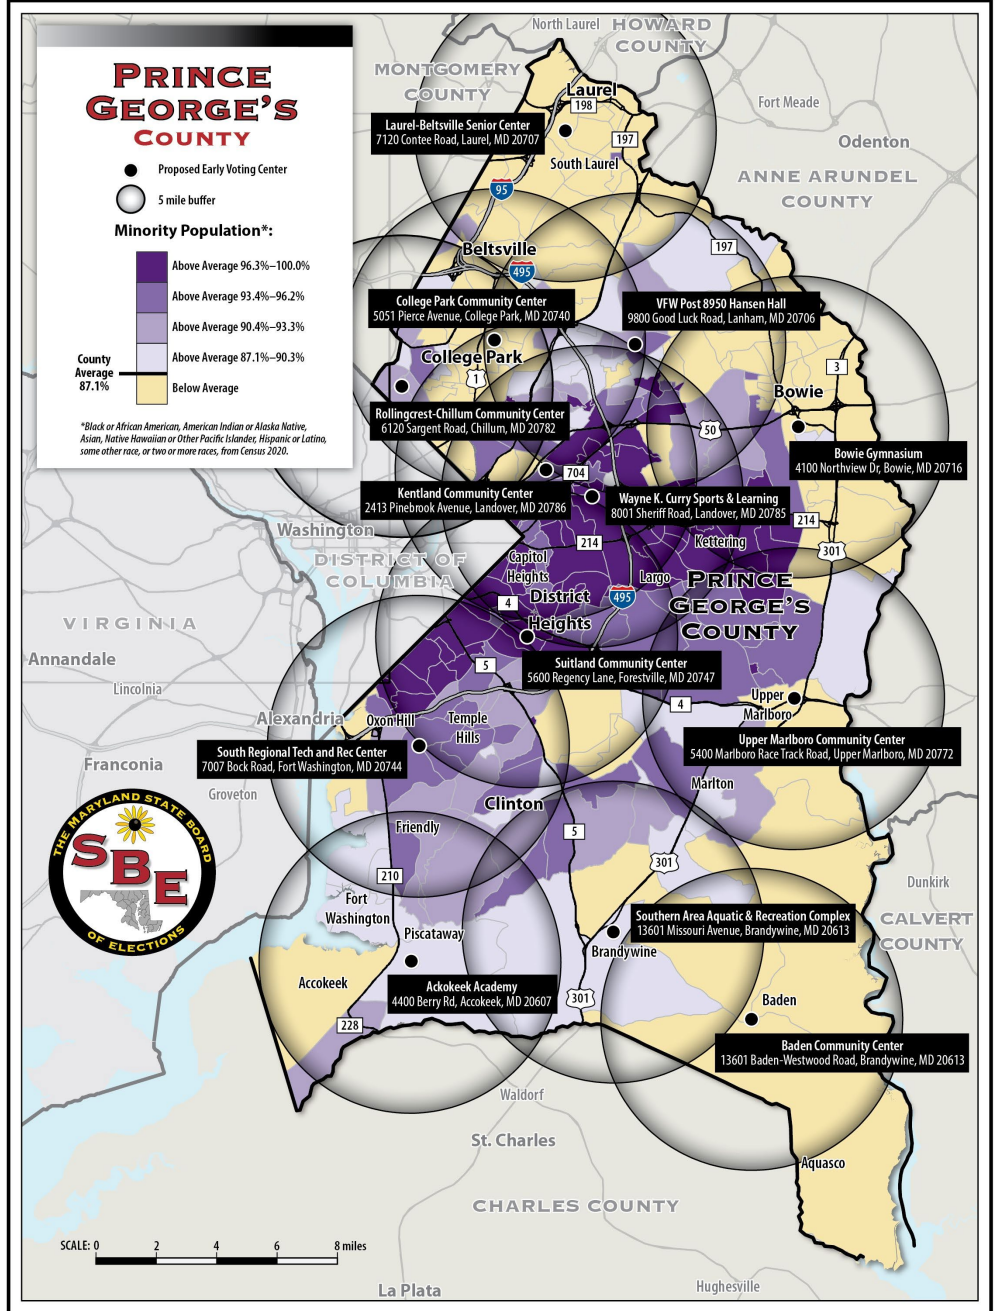 PRINCE
GEORGE'S
COUNTY
Proposed Early Voting Center
5 mile buffer
Minority Population*:
Above Average 96.3%–100.0%
Above Average 93.4%–96.2%
Above Average 90.4%–93.3%
Above Average 87.1%–90.3%
Below Average
County
Average
87.1%
*Black or African American, American Indian or Alaska Native,
Asian, Native Hawaiian or Other Pacific Islander, Hispanic or Latino,
some other race, or two or more races, from Census 2020.
North Laurel
HOWARD
COUNTY
MONTGOMERY
COUNTY
Laurel
198
Fort Meade
Laurel-Beltsville Senior Center
7120 Contee Road, Laurel, MD 20707
197
Odenton
South Laurel
ANNE ARUNDEL
COUNTY
95
Beltsville
197
495
College Park Community Center
5051 Pierce Avenue, College Park, MD 20740
VFW Post 8950 Hansen Hall
9800 Good Luck Road, Lanham, MD 20706
College Park
1
3
Bowie
Rollingcrest-Chillum Community Center
6120 Sargent Road, Chillum, MD 20782
50
Bowie Gymnasium
4100 Northview Dr, Bowie, MD 20716
704
Kentland Community Center
2413 Pinebrook Avenue, Landover, MD 20786
Wayne K. Curry Sports & Learning
8001 Sheriff Road, Landover, MD 20785
214
Washington
214
Kettering
301
DISTRICT OF
COLUMBIA
Capitol
Heights
Largo
PRINCE
GEORGE'S
COUNTY
District
Heights
495
4
VIRGINIA
Annandale
5
Suitland Community Center
5600 Regency Lane, Forestville, MD 20747
Lincolnia
Upper
Marlboro
4
Alexandria
Oxon Hill
Temple
Hills
South Regional Tech and Rec Center
7007 Bock Road, Fort Washington, MD 20744
Upper Marlboro Community Center
5400 Marlboro Race Track Road, Upper Marlboro, MD 20772
Franconia
Groveton
Marlton
Clinton
THE MARYLAND STATE BOARD
SBE
OF ELECTIONS
Friendly
5
301
210
Dunkirk
Fort
Washington
Southern Area Aquatic & Recreation Complex
13601 Missouri Avenue, Brandywine, MD 20613
CALVERT
COUNTY
Piscataway
Brandywine
Accokeek
Ackokeek Academy
4400 Berry Rd, Accokeek, MD 20607
301
Baden
228
Baden Community Center
13601 Baden-Westwood Road, Brandywine, MD 20613
Waldorf
St. Charles
Aquasco
CHARLES COUNTY
SCALE: 0 2 4 6 8 miles
La Plata
Hughesville